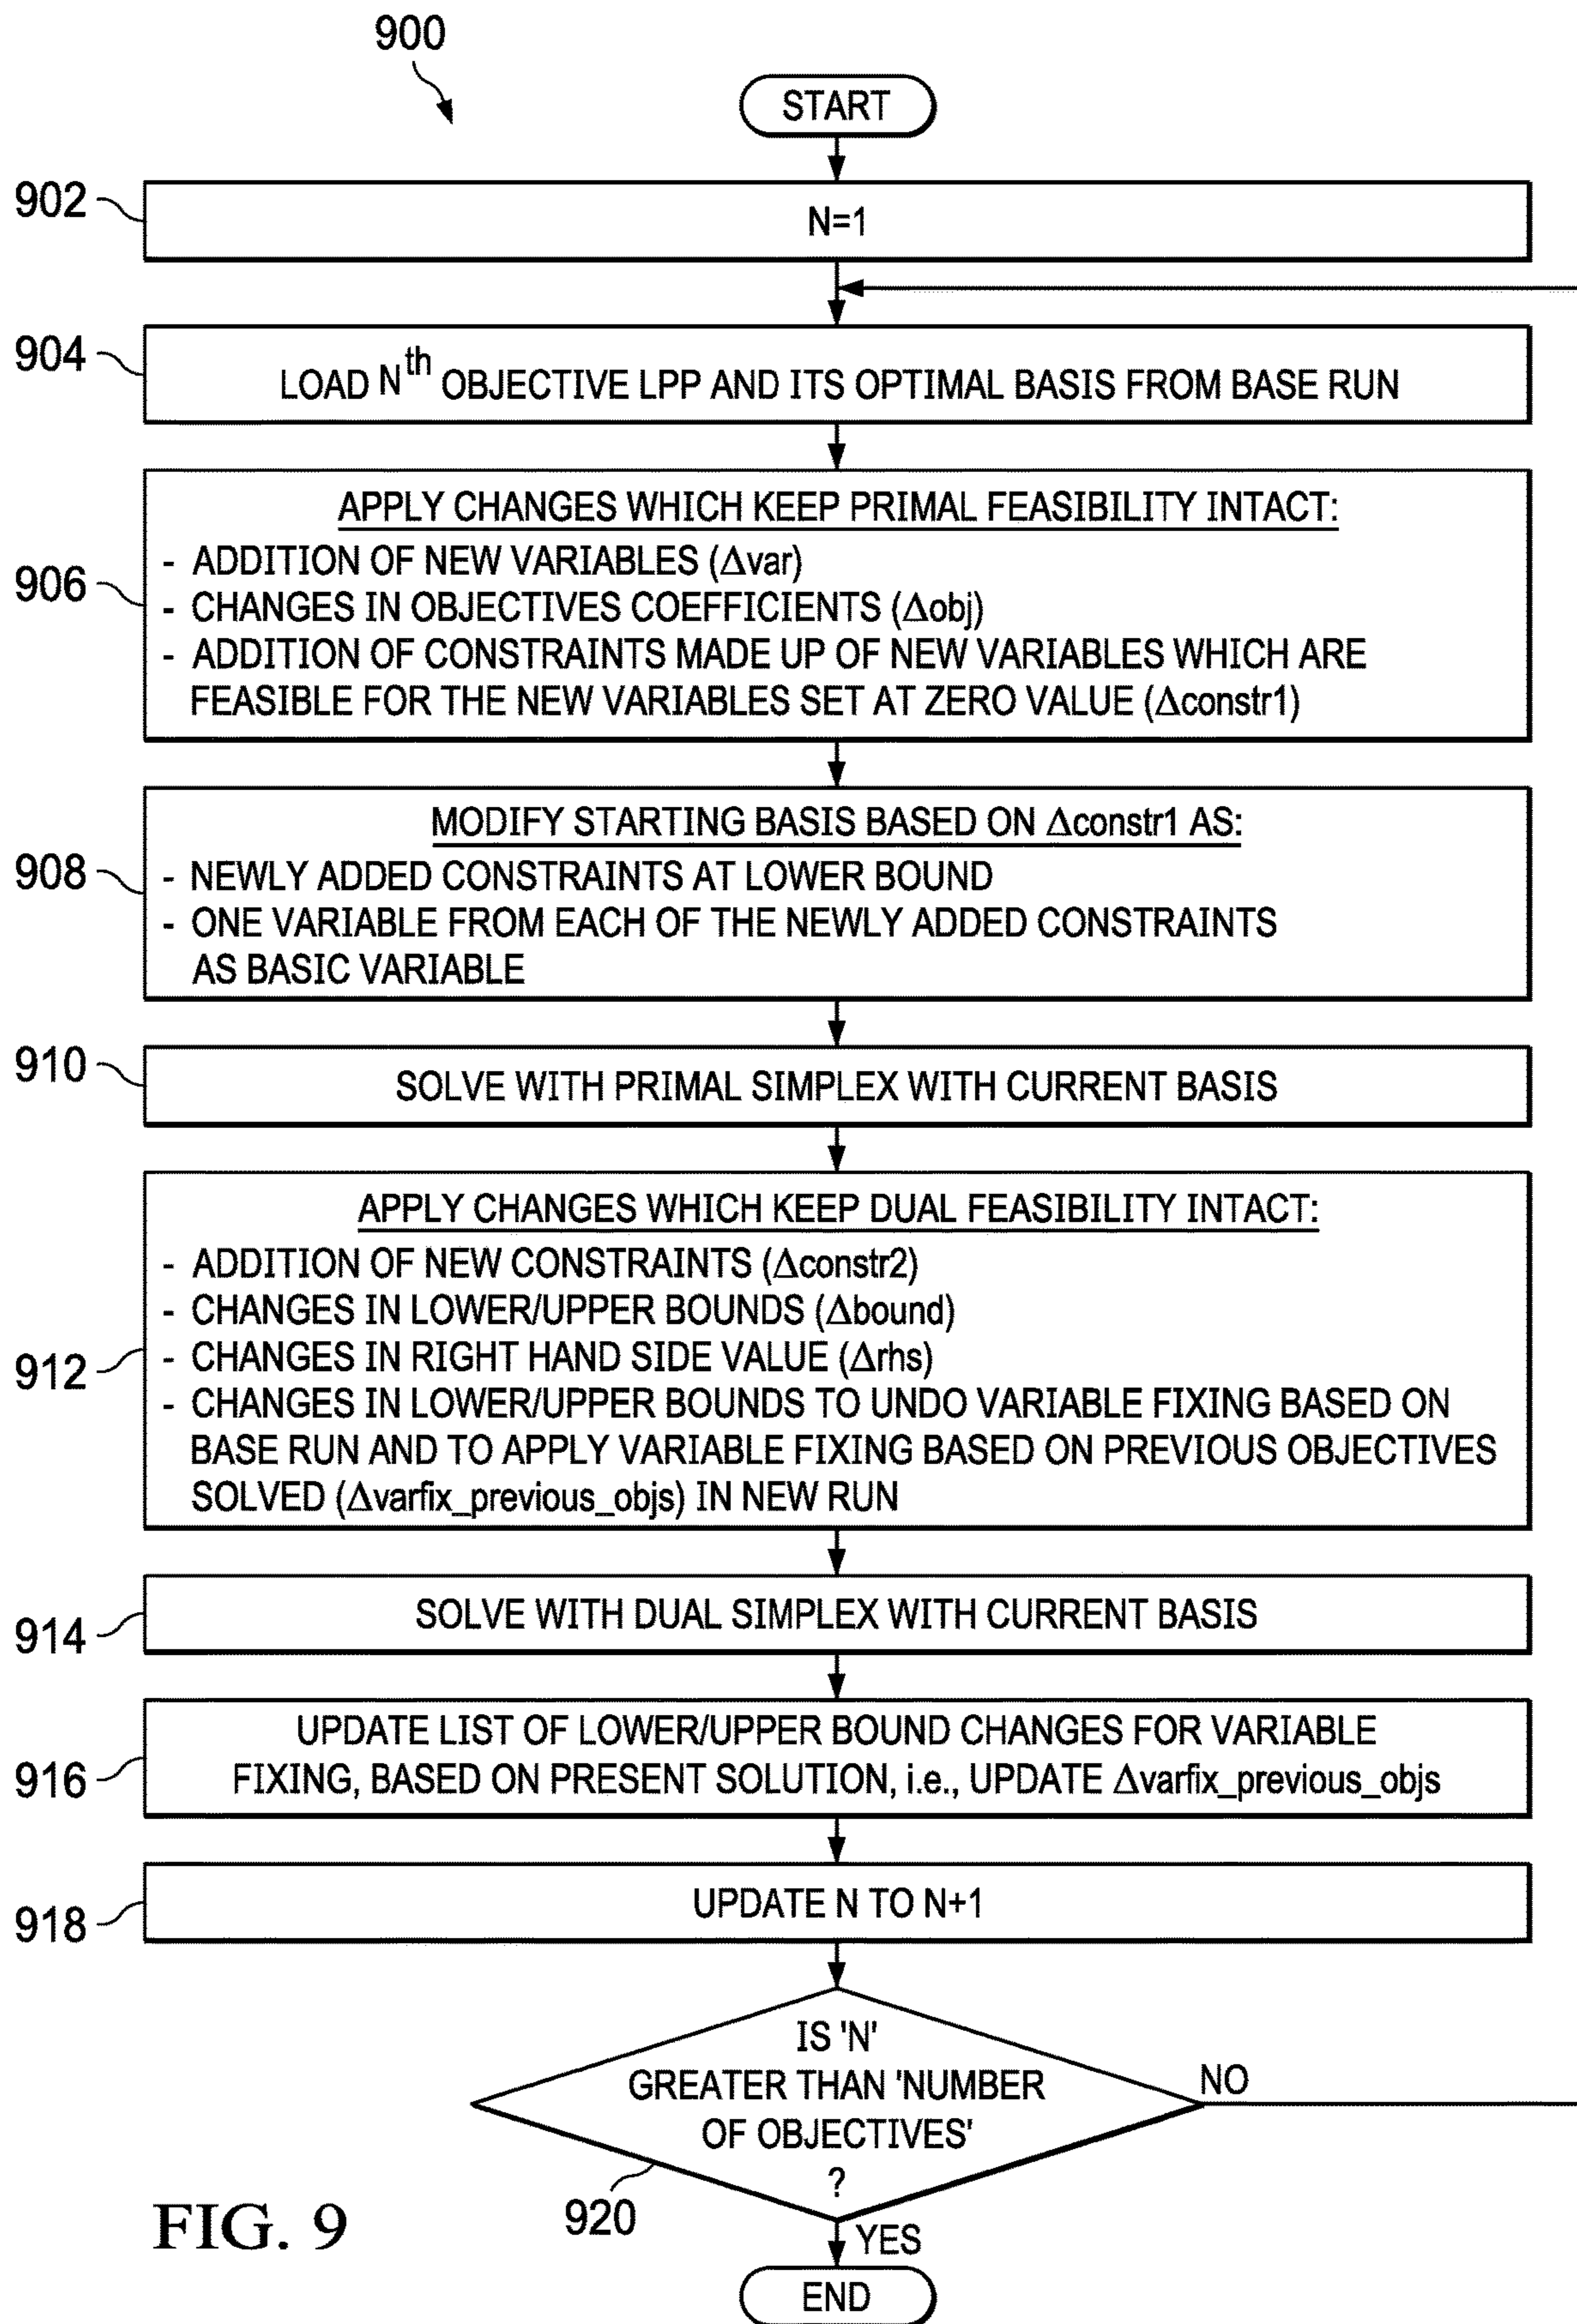 900
START
902
N=1
904
LOAD Nth OBJECTIVE LPP AND ITS OPTIMAL BASIS FROM BASE RUN
906
APPLY CHANGES WHICH KEEP PRIMAL FEASIBILITY INTACT:
- ADDITION OF NEW VARIABLES (Δvar)
- CHANGES IN OBJECTIVES COEFFICIENTS (Δobj)
- ADDITION OF CONSTRAINTS MADE UP OF NEW VARIABLES WHICH ARE
FEASIBLE FOR THE NEW VARIABLES SET AT ZERO VALUE (Δconstr1)
908
MODIFY STARTING BASIS BASED ON Δconstr1 AS:
- NEWLY ADDED CONSTRAINTS AT LOWER BOUND
- ONE VARIABLE FROM EACH OF THE NEWLY ADDED CONSTRAINTS
AS BASIC VARIABLE
910
SOLVE WITH PRIMAL SIMPLEX WITH CURRENT BASIS
912
APPLY CHANGES WHICH KEEP DUAL FEASIBILITY INTACT:
- ADDITION OF NEW CONSTRAINTS (Δconstr2)
- CHANGES IN LOWER/UPPER BOUNDS (Δbound)
- CHANGES IN RIGHT HAND SIDE VALUE (Δrhs)
- CHANGES IN LOWER/UPPER BOUNDS TO UNDO VARIABLE FIXING BASED ON
BASE RUN AND TO APPLY VARIABLE FIXING BASED ON PREVIOUS OBJECTIVES
SOLVED (Δvarfix_previous_objs) IN NEW RUN
914
SOLVE WITH DUAL SIMPLEX WITH CURRENT BASIS
916
UPDATE LIST OF LOWER/UPPER BOUND CHANGES FOR VARIABLE
FIXING, BASED ON PRESENT SOLUTION, i.e., UPDATE Δvarfix_previous_objs
918
UPDATE N TO N+1
IS 'N'
GREATER THAN 'NUMBER
OF OBJECTIVES'
?
NO
920
YES
END
FIG. 9